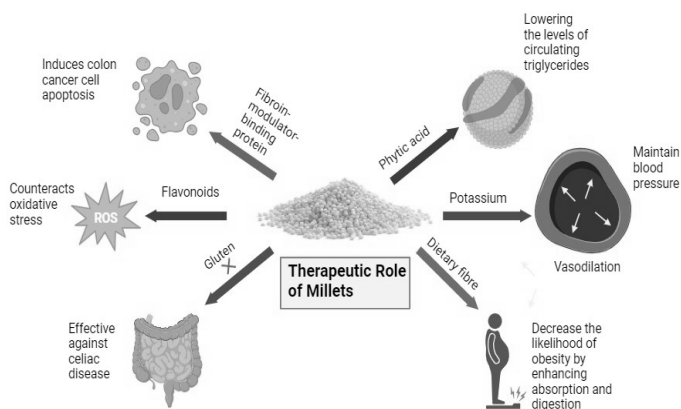 Induces colon
cancer cell
apoptosis
Fibroin-
modulator-
binding
protein
Lowering
the levels of
circulating
triglycerides
Phytic acid
Counteracts
oxidative
stress
ROS
Flavonoids
Potassium
Maintain
blood
pressure
Vasodilation
Gluten
Therapeutic Role
of Millets
Dietary fibre
Effective
against
celiac
disease
Decrease the
likelihood of
obesity by
enhancing
absorption and
digestion